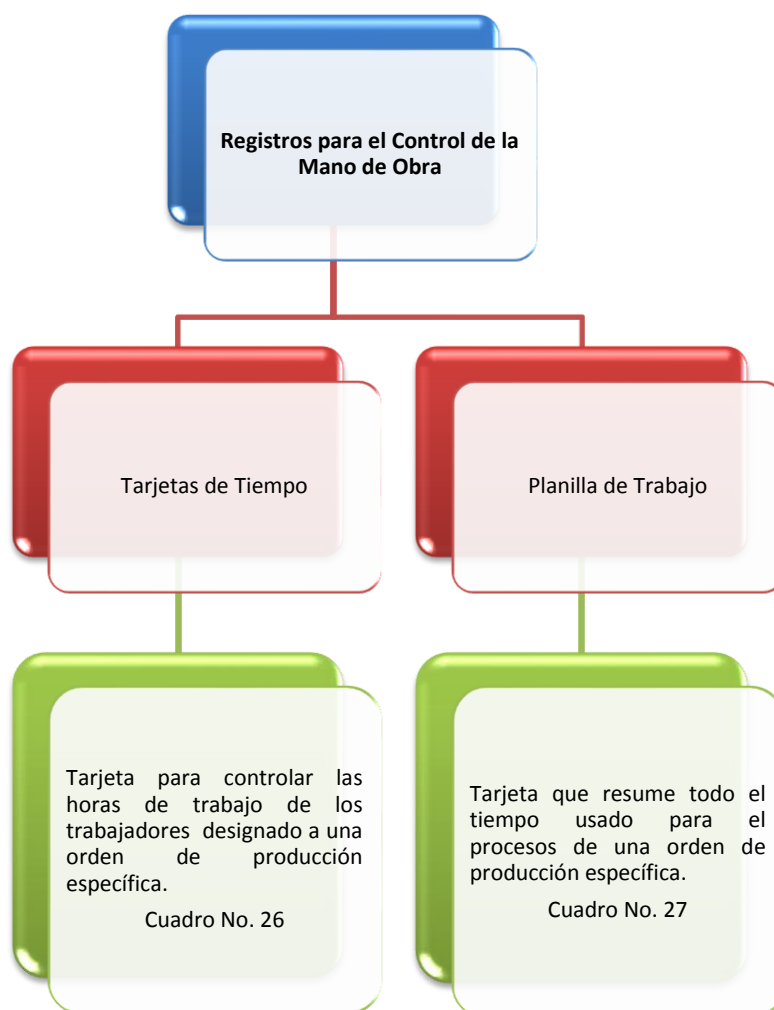 Registros para el Control de la
Mano de Obra
Tarjetas de Tiempo
Planilla de Trabajo
Tarjeta para controlar las
horas de trabajo de los
trabajadores designado a una
orden de producción
específica.
Cuadro No. 26
Tarjeta que resume todo el
tiempo usado para el
procesos de una orden de
producción específica.
Cuadro No. 27